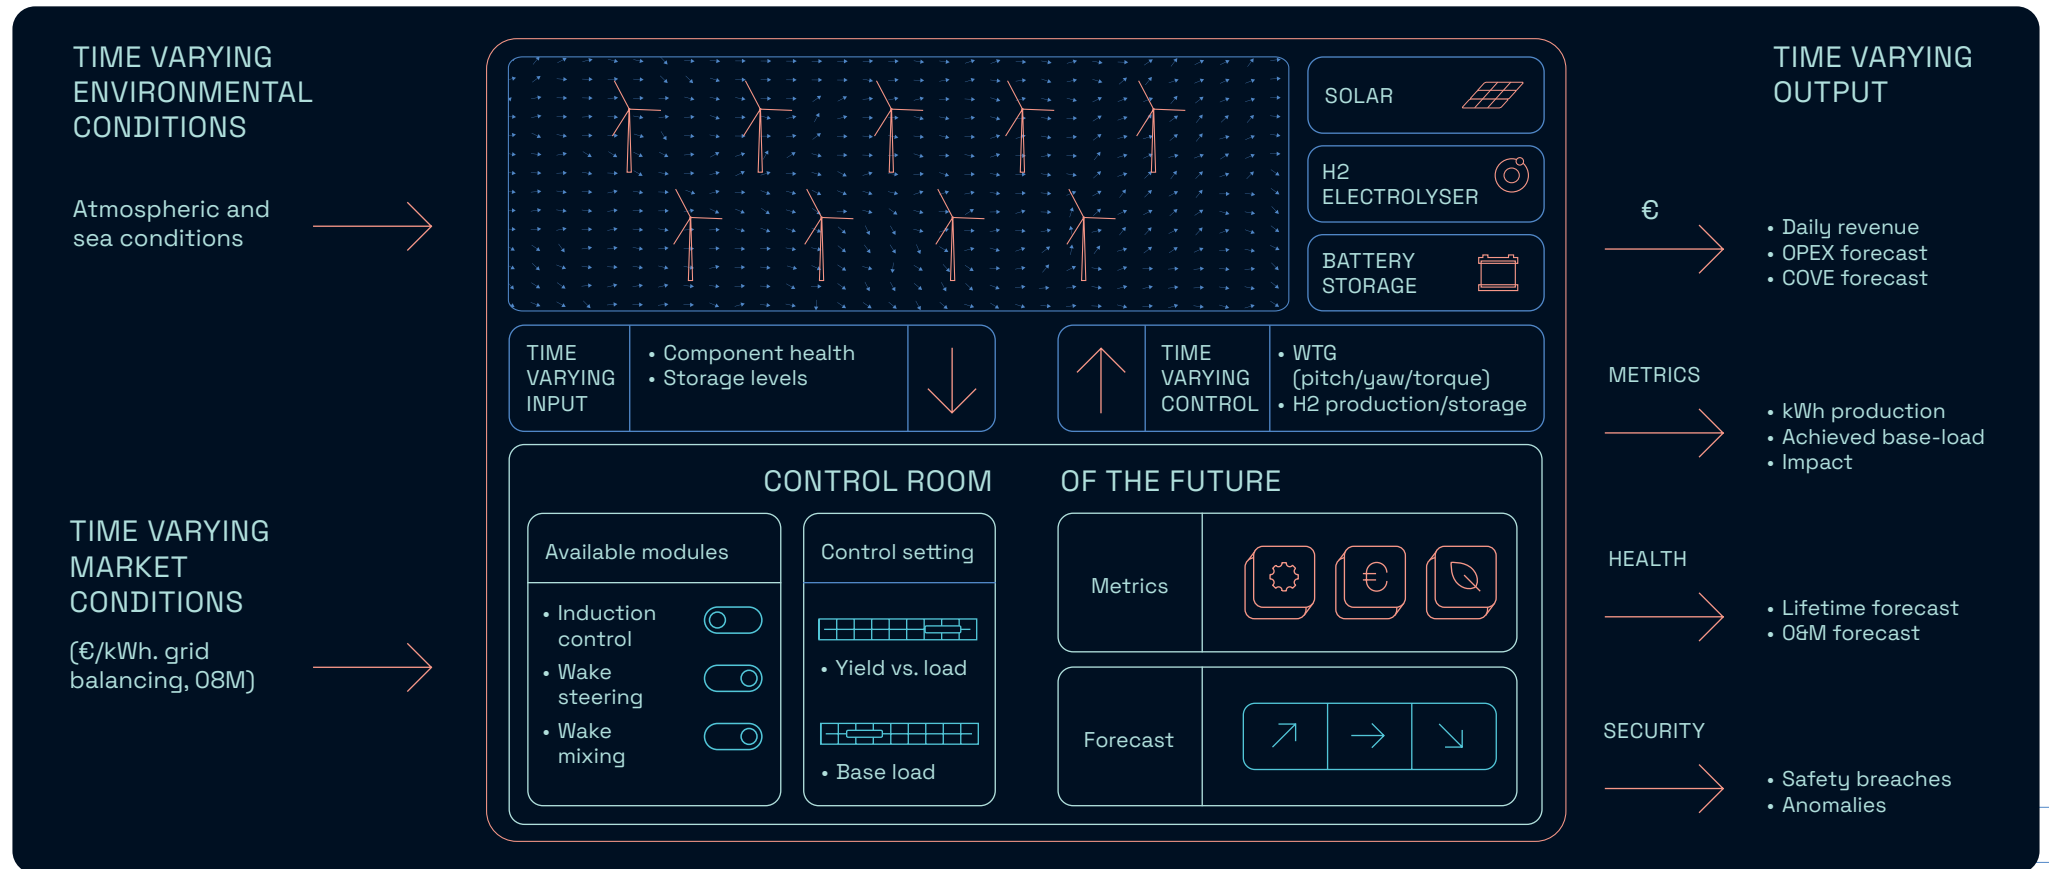 TIME VARYING
ENVIRONMENTAL
CONDITIONS
Atmospheric and
sea conditions
TIME VARYING
MARKET
CONDITIONS
(€/kWh. grid
balancing, 08M)
SOLAR
H2
ELECTROLYSER
BATTERY
STORAGE
TIME
VARYING
INPUT
• Component health
• Storage levels
TIME
VARYING
CONTROL
• WTG
(pitch/yaw/torque)
• H2 production/storage
CONTROL ROOM OF THE FUTURE
Available modules
• Induction
control
• Wake
steering
• Wake
mixing
Control setting
• Yield vs. load
• Base load
Metrics
€
Forecast
TIME VARYING
OUTPUT
€
• Daily revenue
• OPEX forecast
• COVE forecast
METRICS
• kWh production
• Achieved base-load
• Impact
HEALTH
• Lifetime forecast
• O&M forecast
SECURITY
• Safety breaches
• Anomalies